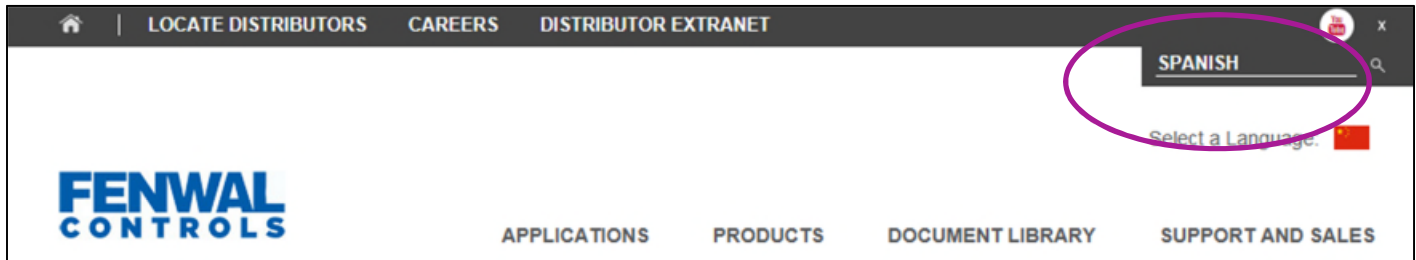 LOCATE DISTRIBUTORS CAREERS DISTRIBUTOR EXTRANET You Tube x
SPANISH
Select a Language:
FENWAL
CONTROLS
APPLICATIONS PRODUCTS DOCUMENT LIBRARY SUPPORT AND SALES